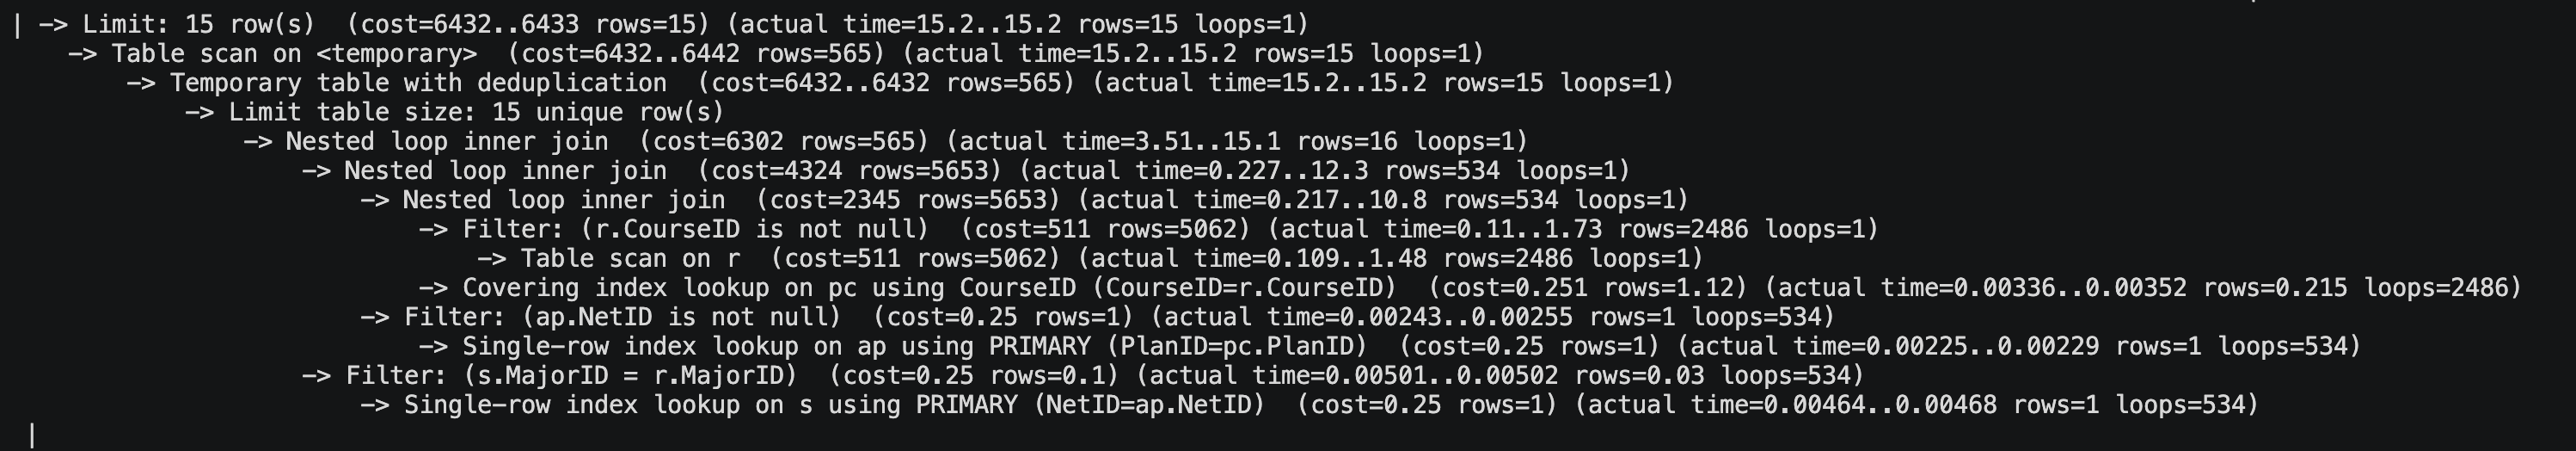 | -> Limit: 15 row(s)  (cost=6432..6433 rows=15) (actual time=15.2..15.2 rows=15 loops=1)
    -> Table scan on <temporary>  (cost=6432..6442 rows=565) (actual time=15.2..15.2 rows=15 loops=1)
        -> Temporary table with deduplication  (cost=6432..6432 rows=565) (actual time=15.2..15.2 rows=15 loops=1)
            -> Limit table size: 15 unique row(s)
                -> Nested loop inner join  (cost=6302 rows=565) (actual time=3.51..15.1 rows=16 loops=1)
                    -> Nested loop inner join  (cost=4324 rows=5653) (actual time=0.227..12.3 rows=534 loops=1)
                        -> Nested loop inner join  (cost=2345 rows=5653) (actual time=0.217..10.8 rows=534 loops=1)
                            -> Filter: (r.CourseID is not null)  (cost=511 rows=5062) (actual time=0.11..1.73 rows=2486 loops=1)
                                -> Table scan on r  (cost=511 rows=5062) (actual time=0.109..1.48 rows=2486 loops=1)
                            -> Covering index lookup on pc using CourseID (CourseID=r.CourseID)  (cost=0.251 rows=1.12) (actual time=0.00336..0.00352 rows=0.215 loops=2486)
                        -> Filter: (ap.NetID is not null)  (cost=0.25 rows=1) (actual time=0.00243..0.00255 rows=1 loops=534)
                            -> Single-row index lookup on ap using PRIMARY (PlanID=pc.PlanID)  (cost=0.25 rows=1) (actual time=0.00225..0.00229 rows=1 loops=534)
                    -> Filter: (s.MajorID = r.MajorID)  (cost=0.25 rows=0.1) (actual time=0.00501..0.00502 rows=0.03 loops=534)
                        -> Single-row index lookup on s using PRIMARY (NetID=ap.NetID)  (cost=0.25 rows=1) (actual time=0.00464..0.00468 rows=1 loops=534)
 |